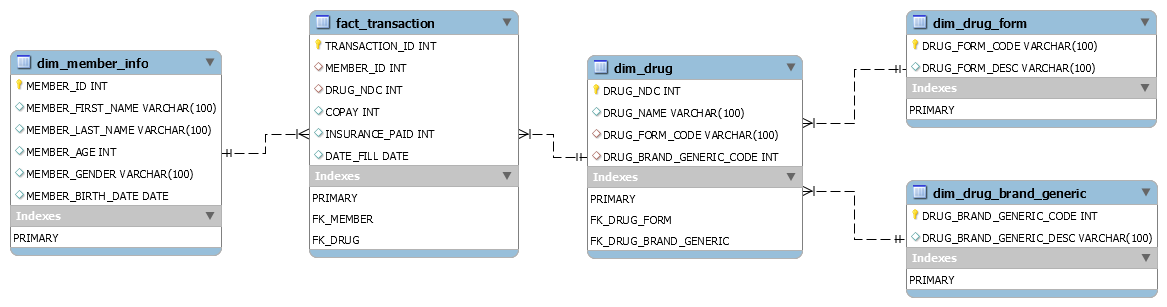 dim_member_info
MEMBER_ID INT
MEMBER_FIRST_NAME VARCHAR(100)
MEMBER_LAST_NAME VARCHAR(100)
MEMBER_AGE INT
MEMBER_GENDER VARCHAR(100)
MEMBER_BIRTH_DATE DATE
Indexes
PRIMARY
fact_transaction
TRANSACTION_ID INT
MEMBER_ID INT
DRUG_NDC INT
COPAY INT
INSURANCE_PAID INT
DATE_FILL DATE
Indexes
PRIMARY
FK_MEMBER
FK_DRUG
dim_drug
DRUG_NDC INT
DRUG_NAME VARCHAR(100)
DRUG_FORM_CODE VARCHAR(100)
DRUG_BRAND_GENERIC_CODE INT
Indexes
PRIMARY
FK_DRUG_FORM
FK_DRUG_BRAND_GENERIC
dim_drug_form
DRUG_FORM_CODE VARCHAR(100)
DRUG_FORM_DESC VARCHAR(100)
Indexes
PRIMARY
dim_drug_brand_generic
DRUG_BRAND_GENERIC_CODE INT
DRUG_BRAND_GENERIC_DESC VARCHAR(100)
Indexes
PRIMARY